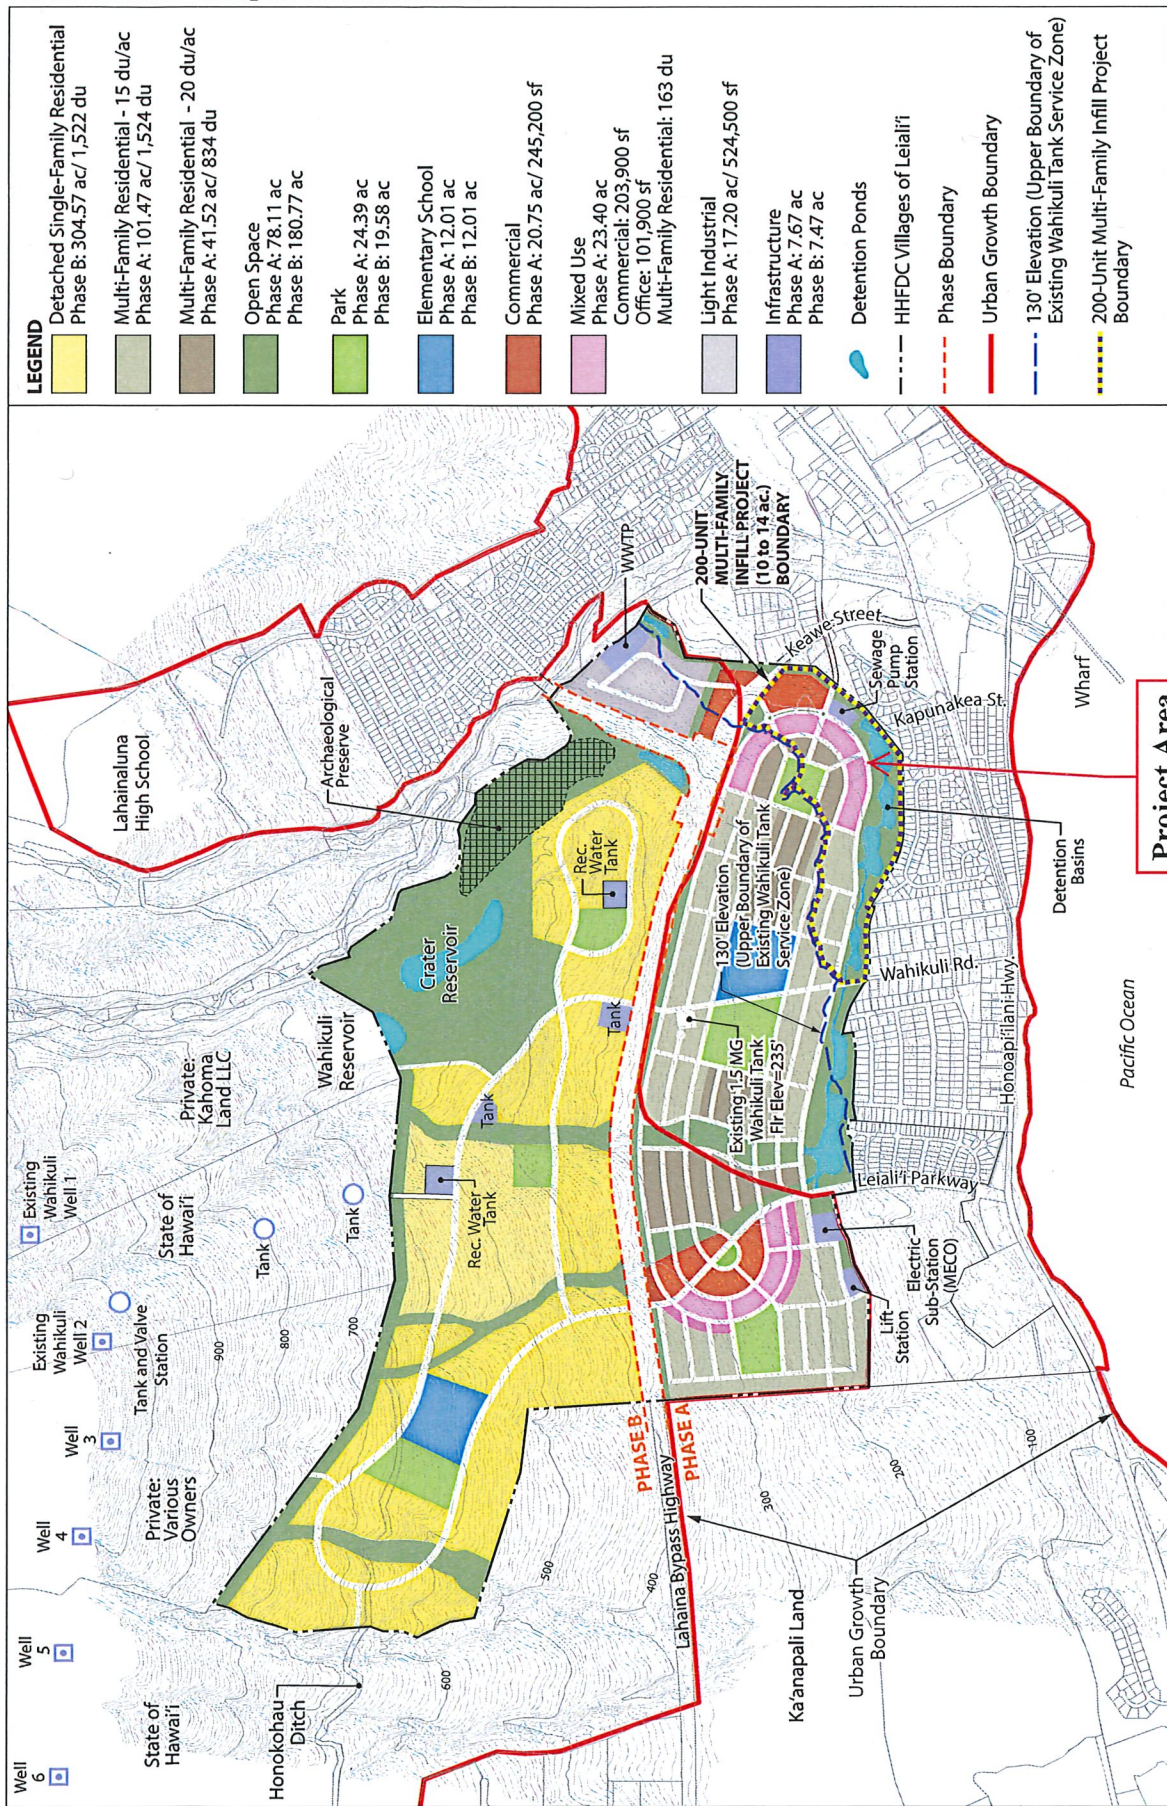 LEGEND
Detached Single-Family Residential
Phase B: 304.57 ac/ 1,522 du
Multi-Family Residential - 15 du/ac
Phase A: 101.47 ac/ 1,524 du
Multi-Family Residential - 20 du/ac
Phase A: 41.52 ac/ 834 du
Open Space
Phase A: 78.11 ac
Phase B: 180.77 ac
Park
Phase A: 24.39 ac
Phase B: 19.58 ac
Elementary School
Phase A: 12.01 ac
Phase B: 12.01 ac
Commercial
Phase A: 20.75 ac/ 245,200 sf
Mixed Use
Phase A: 23.40 ac
Commercial: 203,900 sf
Office: 101,900 sf
Multi-Family Residential: 163 du
Light Industrial
Phase A: 17.20 ac/ 524,500 sf
Infrastructure
Phase A: 7.67 ac
Phase B: 7.47 ac
Detention Ponds
HHFDC Villages of Leiali'i
Phase Boundary
Urban Growth Boundary
130' Elevation (Upper Boundary of
Existing Wahikuli Tank Service Zone)
200-Unit Multi-Family Infill Project
Boundary
Well
6
Well
5
Well
4
Well
3
Existing
Wahikuli
Well 2
Existing
Wahikuli
Well 1
Tank and Valve
Station
Tank
Tank
State of
Hawai'i
Private:
Various
Owners
State of
Hawai'i
Private:
Kahoma
Land LLC
Lahainaluna
High School
Honokohau
Ditch
900
800
700
600
500
400
300
200
100
Wahikuli
Reservoir
Crater
Reservoir
Archaeological
Preserve
Rec. Water
Tank
Tank
Tank
Rec. Water
Tank
WWTP
200-UNIT
MULTI-FAMILY
INFILL PROJECT
(10 to 14 ac.)
BOUNDARY
PHASE B
PHASE A
Lahaina Bypass Highway
Existing 1.5 MG
Wahikuli Tank
Flr Elev=235'
130' Elevation
(Upper Boundary of
Existing Wahikuli Tank
Service Zone)
Keawe Street
Sewage
Pump
Station
Kapunakea St.
Wahikuli Rd.
Leiali'i Parkway
Electric
Sub-Station
(MECO)
Lift
Station
Detention
Basins
Ka'anapali Land
Urban Growth
Boundary
Honoapi'ilani Hwy.
Wharf
Pacific Ocean
Project Area